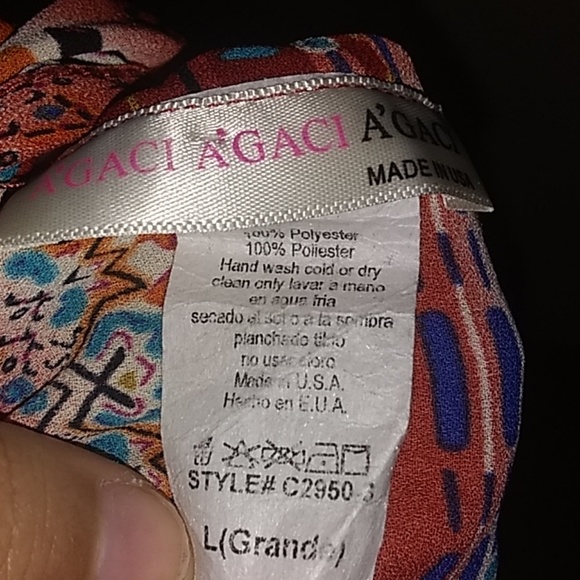 A'GACI A'GACI A'GACI
MADE IN USA
100% Polyester
100% Poliester
Hand wash cold or dry
clean only lavar a mano
en agua fria
secado al sol o a la sombra
planchado tibio
no usar cloro
Made in U.S.A.
Hecho en E.U.A.
STYLE# C2950-3
L(Grande)